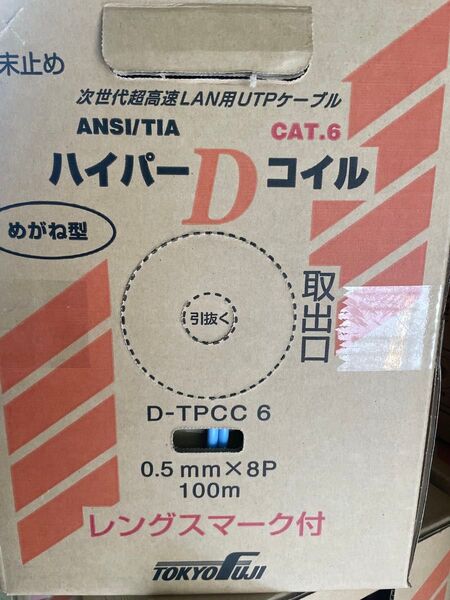 末止め
次世代超高速LAN用UTPケーブル
ANSI/TIA CAT.6
ハイパーDコイル
めがね型
引抜く
取出口
D-TPCC 6
0.5mm×8P
100m
レングスマーク付
TOKYO FUJI